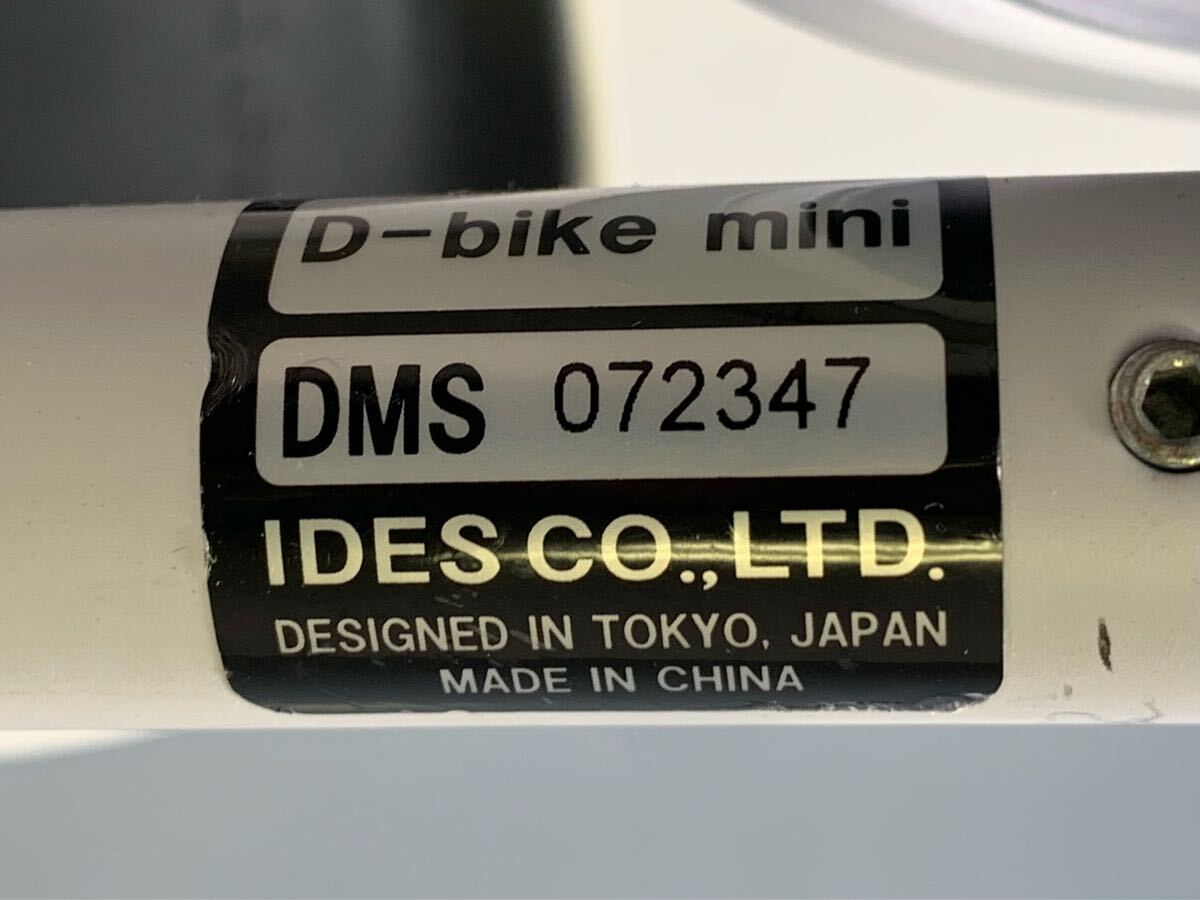 D-bike mini
DMS 072347
IDES CO.,LTD.
DESIGNED IN TOKYO, JAPAN
MADE IN CHINA